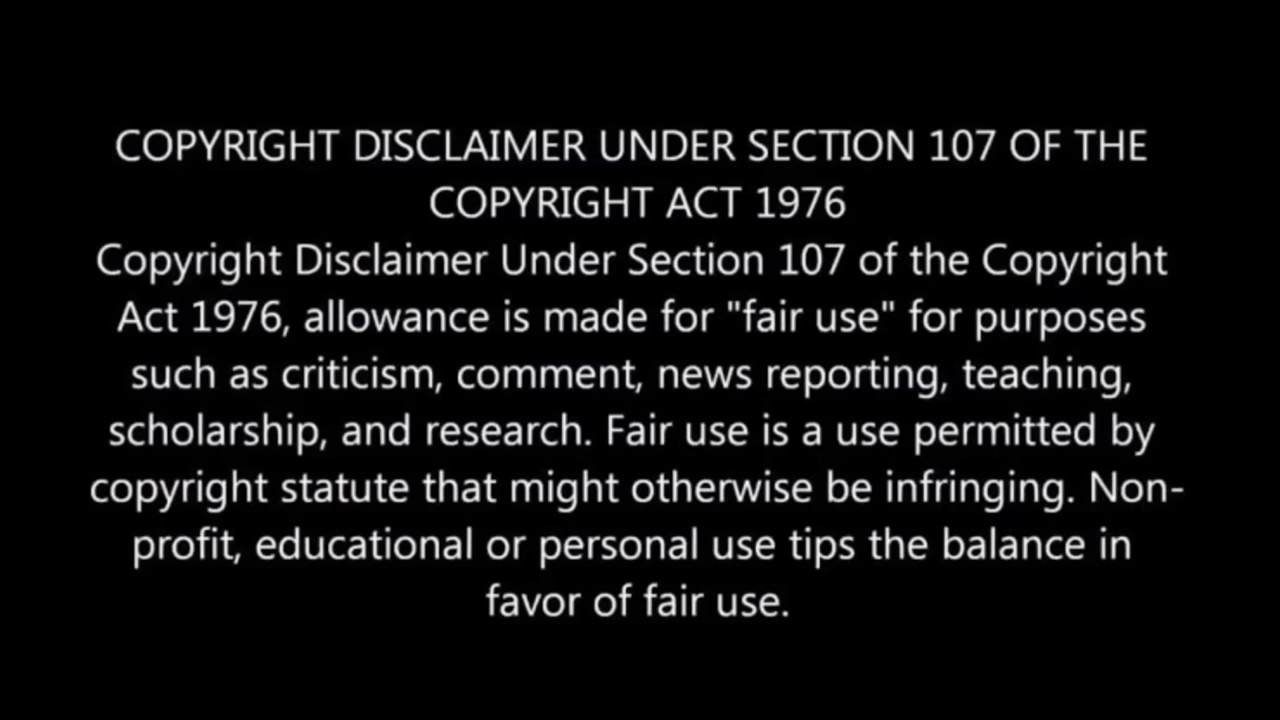 COPYRIGHT DISCLAIMER UNDER SECTION 107 OF THE
COPYRIGHT ACT 1976
Copyright Disclaimer Under Section 107 of the Copyright
Act 1976, allowance is made for "fair use" for purposes
such as criticism, comment, news reporting, teaching,
scholarship, and research. Fair use is a use permitted by
copyright statute that might otherwise be infringing. Non-
profit, educational or personal use tips the balance in
favor of fair use.